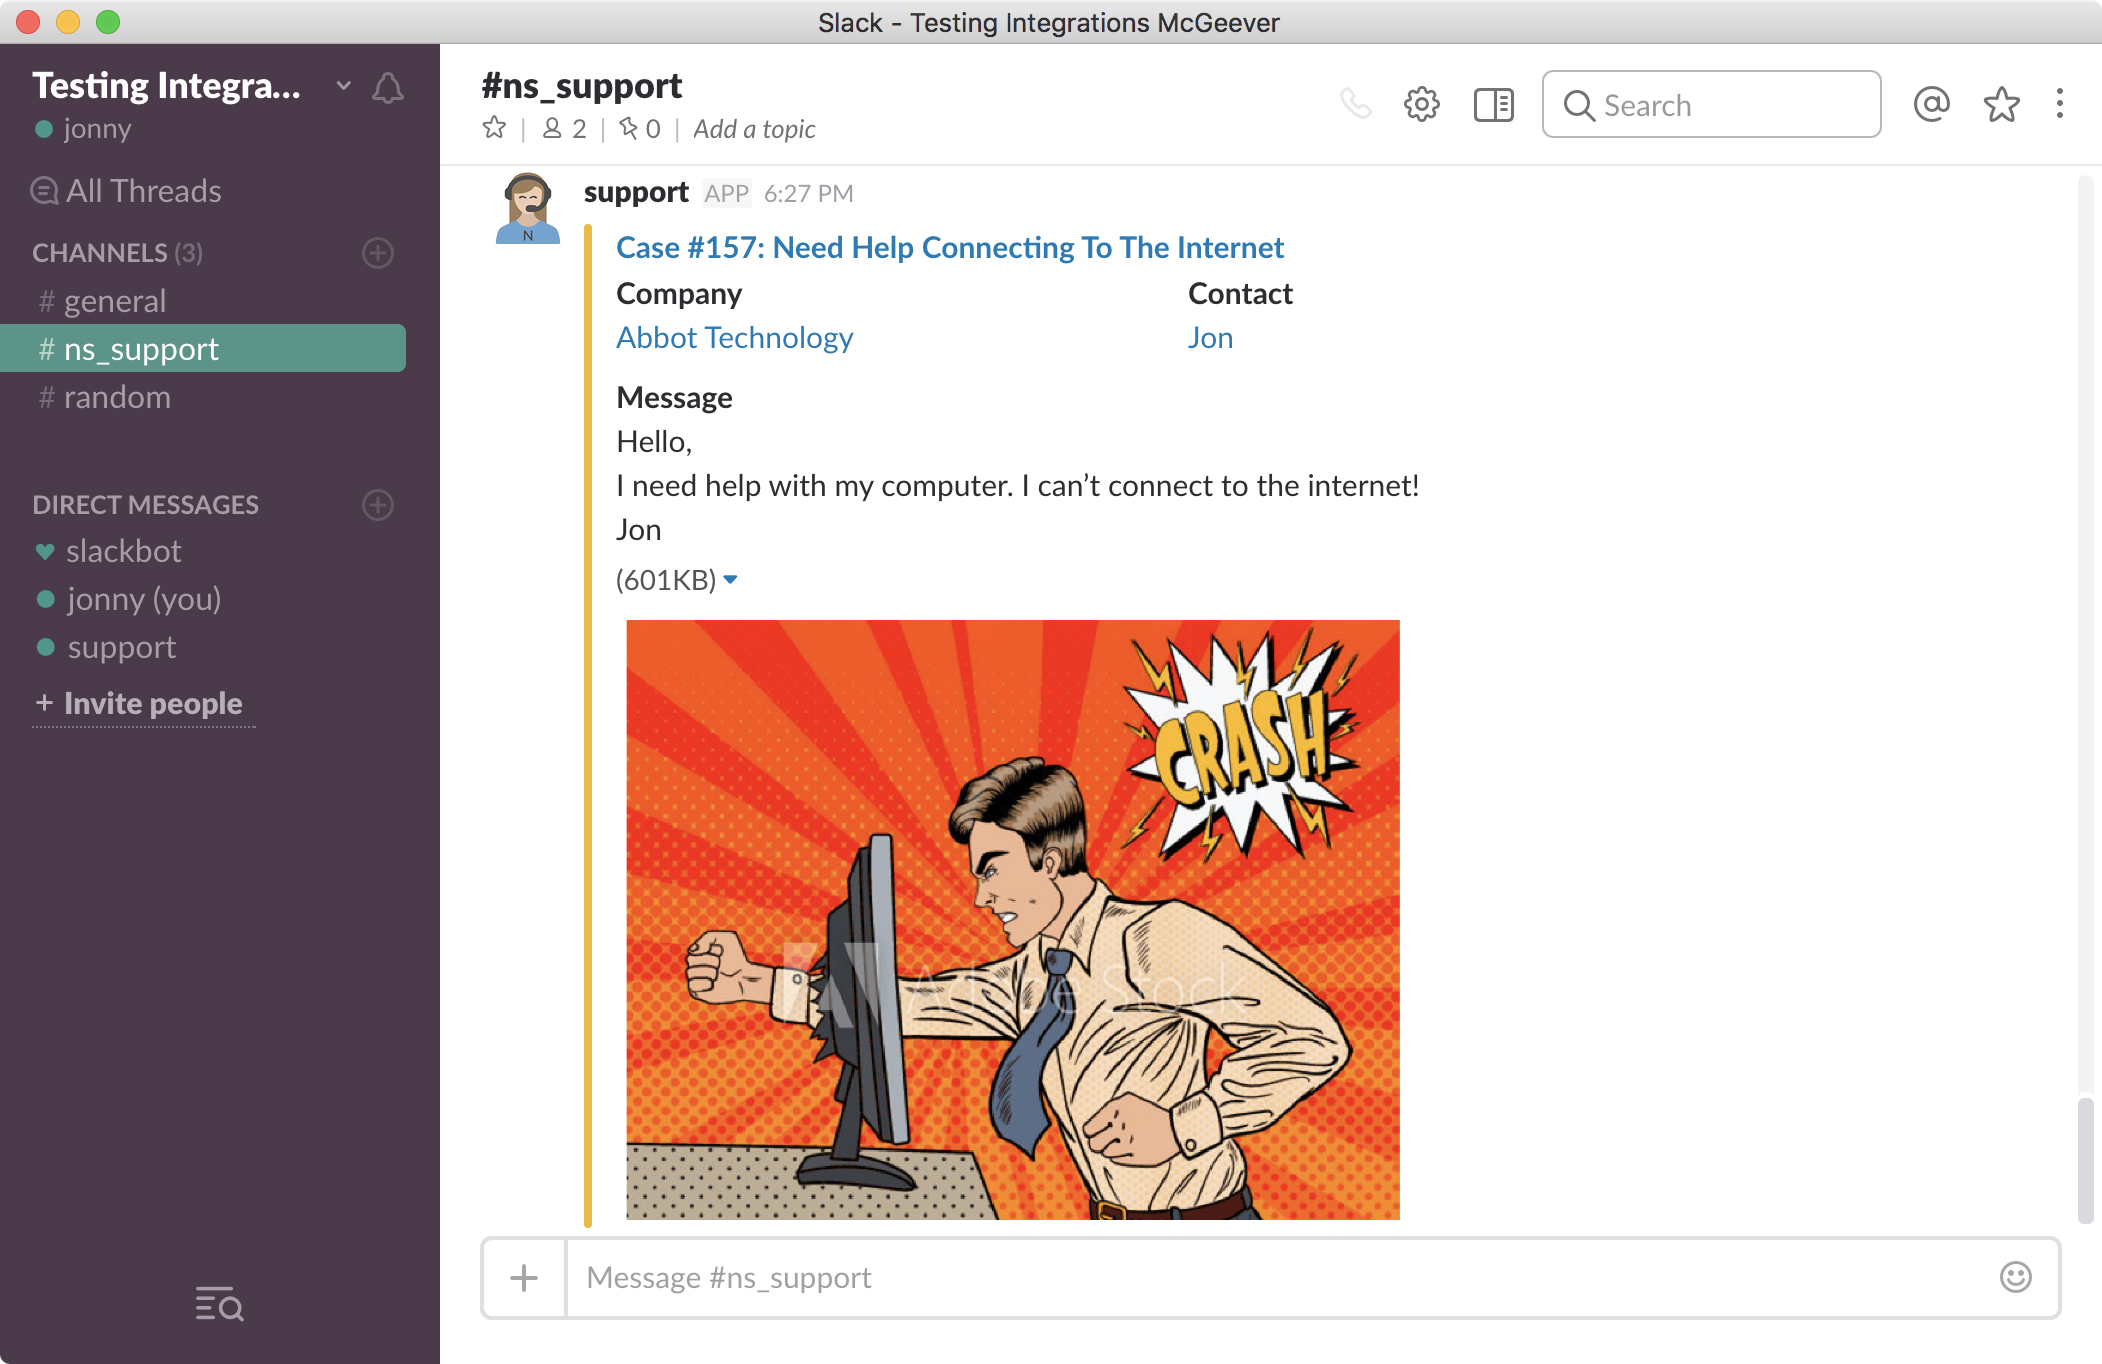 Slack - Testing Integrations McGeever
Testing Integra...
jonny
All Threads
CHANNELS (3)
# general
# ns_support
# random
DIRECT MESSAGES
slackbot
jonny (you)
support
+ Invite people
#ns_support
2 | 0 | Add a topic
Search
support APP 6:27 PM
N
Case #157: Need Help Connecting To The Internet
Company Contact
Abbot Technology Jon
Message
Hello,
I need help with my computer. I can’t connect to the internet!
Jon
(601KB)
CRASH
Adobe Stock
Message #ns_support